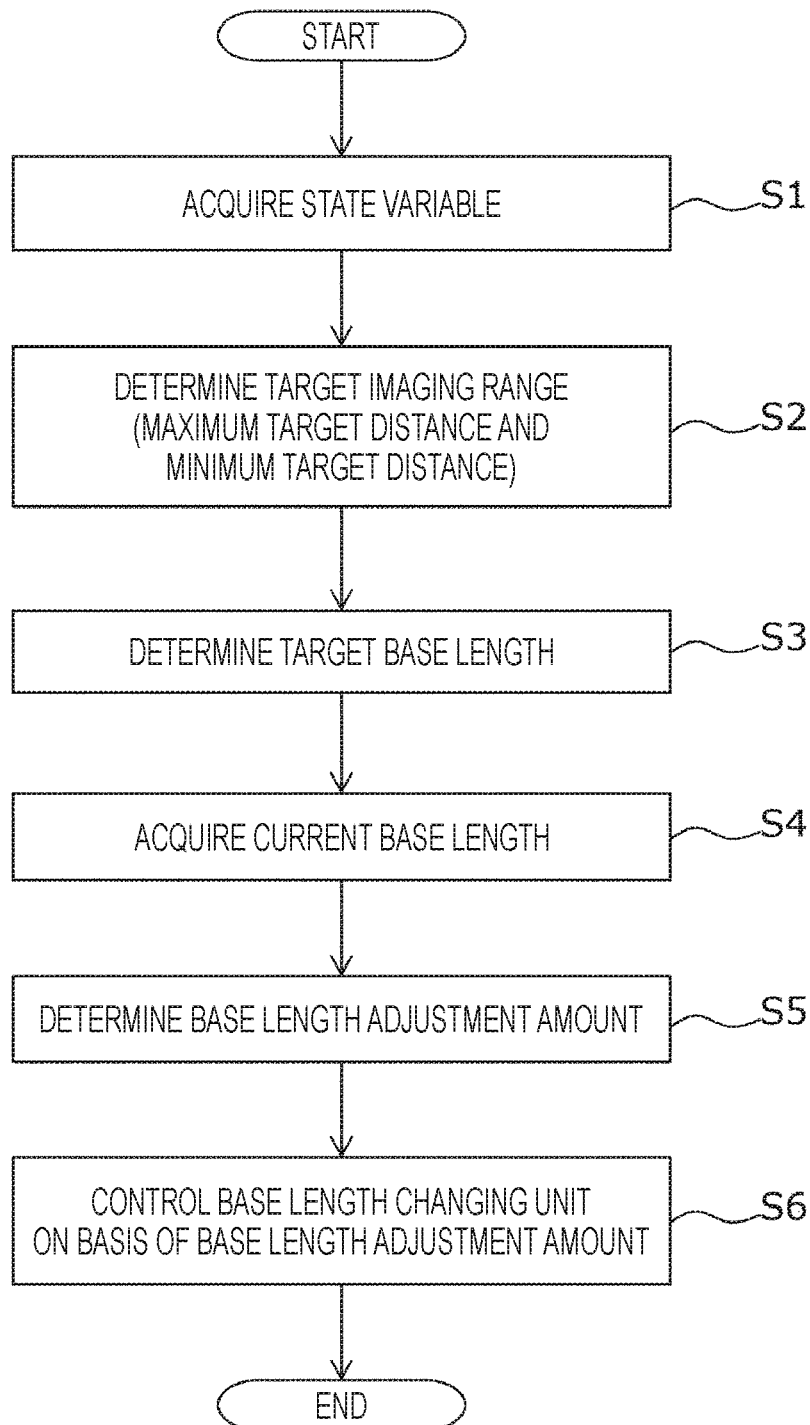 START
ACQUIRE STATE VARIABLE
S1
DETERMINE TARGET IMAGING RANGE
(MAXIMUM TARGET DISTANCE AND
MINIMUM TARGET DISTANCE)
S2
DETERMINE TARGET BASE LENGTH
S3
ACQUIRE CURRENT BASE LENGTH
S4
DETERMINE BASE LENGTH ADJUSTMENT AMOUNT
S5
CONTROL BASE LENGTH CHANGING UNIT
ON BASIS OF BASE LENGTH ADJUSTMENT AMOUNT
S6
END